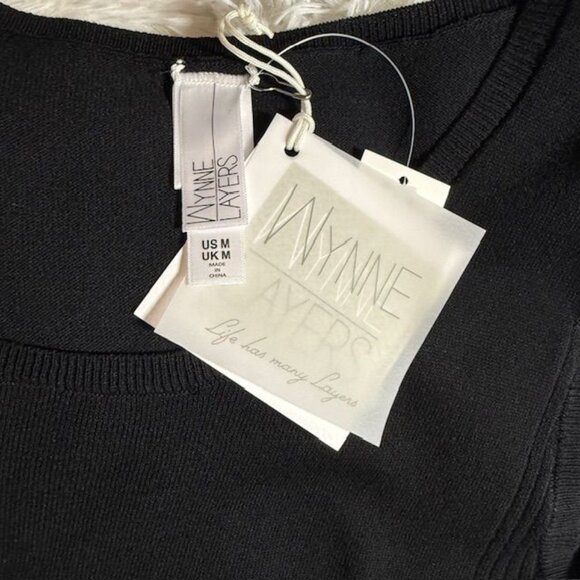 WYNNE
LAYERS
US M
UK M
MADE
IN
CHINA
WYNNE
LAYERS
Life has many Layers